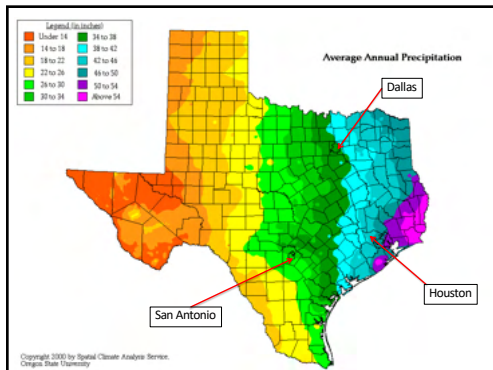 Legend (in inches)
Under 14
14 to 18
18 to 22
22 to 26
26 to 30
30 to 34
34 to 38
38 to 42
42 to 46
46 to 50
50 to 54
Above 54
Average Annual Precipitation
Dallas
San Antonio
Houston
Copyright 2000 by Spatial Climate Analysis Service,
Oregon State University